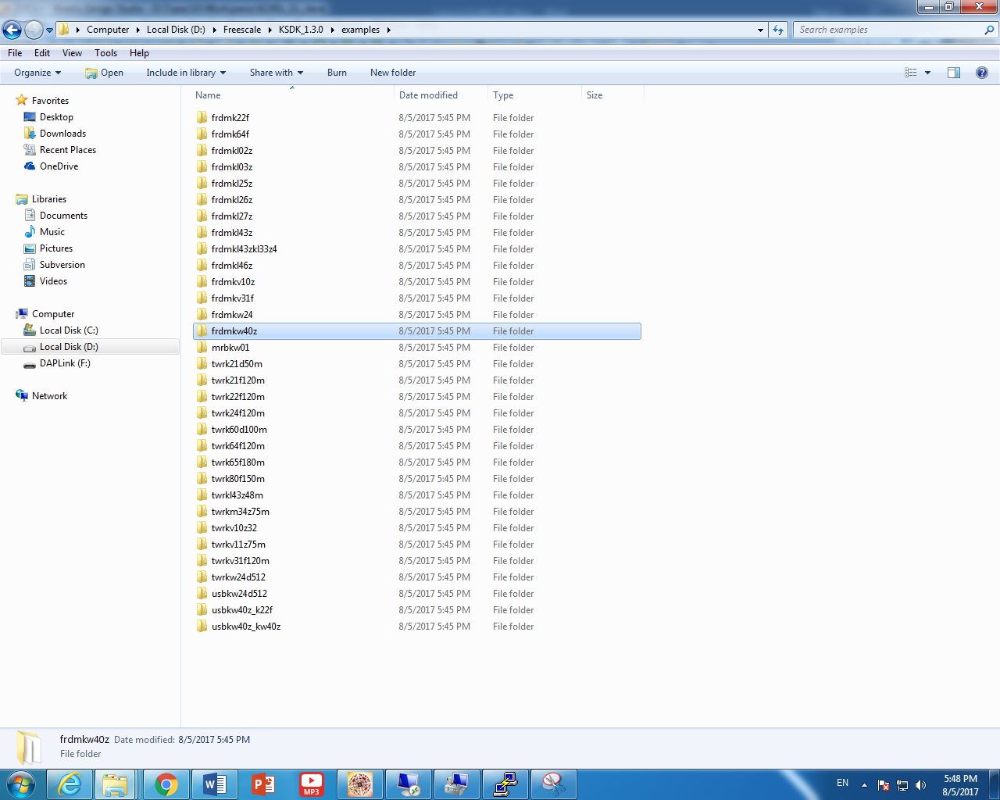 Computer Local Disk (D:) Freescale KSDK_1.3.0 examples Search examples
File Edit View Tools Help
Organize Open Include in library Share with Burn New folder
Favorites
Desktop
Downloads
Recent Places
OneDrive
Libraries
Documents
Music
Pictures
Subversion
Videos
Computer
Local Disk (C:)
Local Disk (D:)
DAPLink (F:)
Network
Name Date modified Type Size
frdmk22f 8/5/2017 5:45 PM File folder
frdmk64f 8/5/2017 5:45 PM File folder
frdmkl02z 8/5/2017 5:45 PM File folder
frdmkl03z 8/5/2017 5:45 PM File folder
frdmkl25z 8/5/2017 5:45 PM File folder
frdmkl26z 8/5/2017 5:45 PM File folder
frdmkl27z 8/5/2017 5:45 PM File folder
frdmkl43z 8/5/2017 5:45 PM File folder
frdmkl43zkl33z4 8/5/2017 5:45 PM File folder
frdmkl46z 8/5/2017 5:45 PM File folder
frdmkv10z 8/5/2017 5:45 PM File folder
frdmkv31f 8/5/2017 5:45 PM File folder
frdmkw24 8/5/2017 5:45 PM File folder
frdmkw40z 8/5/2017 5:45 PM File folder
mrbkw01 8/5/2017 5:45 PM File folder
twrk21d50m 8/5/2017 5:45 PM File folder
twrk21f120m 8/5/2017 5:45 PM File folder
twrk22f120m 8/5/2017 5:45 PM File folder
twrk24f120m 8/5/2017 5:45 PM File folder
twrk60d100m 8/5/2017 5:45 PM File folder
twrk64f120m 8/5/2017 5:45 PM File folder
twrk65f180m 8/5/2017 5:45 PM File folder
twrk80f150m 8/5/2017 5:45 PM File folder
twrkl43z48m 8/5/2017 5:45 PM File folder
twrkm34z75m 8/5/2017 5:45 PM File folder
twrkv10z32 8/5/2017 5:45 PM File folder
twrkv11z75m 8/5/2017 5:45 PM File folder
twrkv31f120m 8/5/2017 5:45 PM File folder
twrkw24d512 8/5/2017 5:45 PM File folder
usbkw24d512 8/5/2017 5:45 PM File folder
usbkw40z_k22f 8/5/2017 5:45 PM File folder
usbkw40z_kw40z 8/5/2017 5:45 PM File folder
frdmkw40z Date modified: 8/5/2017 5:45 PM
File folder
MP3
EN
5:48 PM
8/5/2017